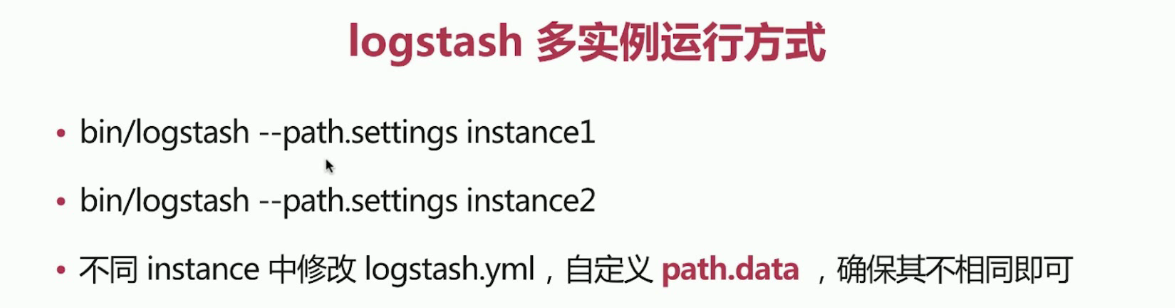 logstash 多实例运行方式
• bin/logstash --path.settings instance1
• bin/logstash --path.settings instance2
• 不同 instance 中修改 logstash.yml，自定义 path.data ，确保其不相同即可